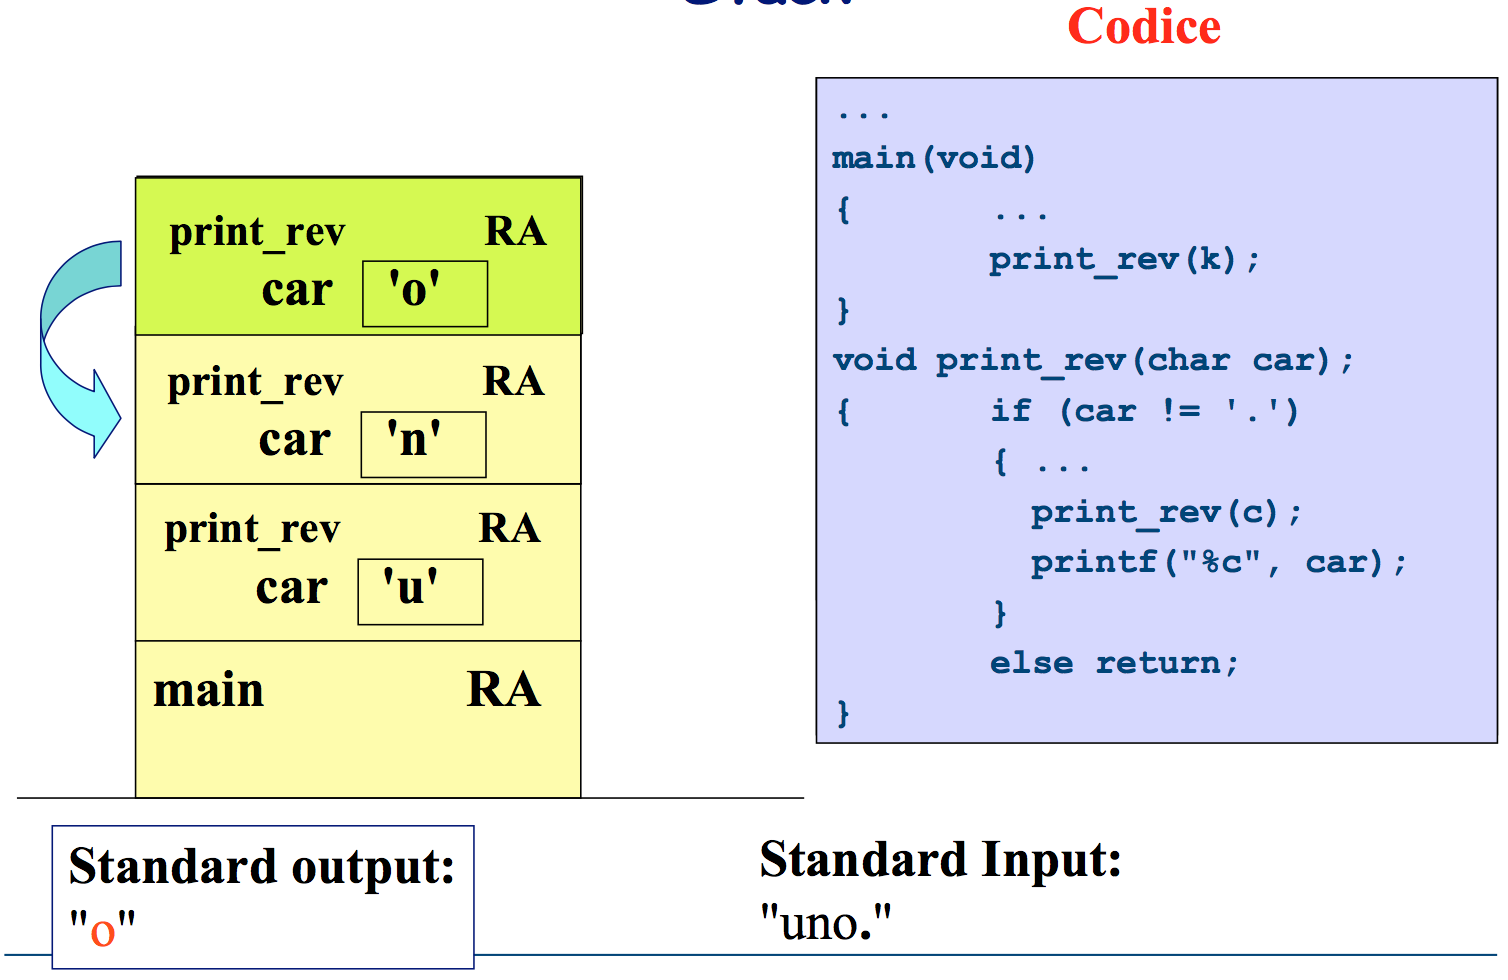 Codice
print_rev RA
car 'o'
print_rev RA
car 'n'
print_rev RA
car 'u'
main RA
...
main(void)
{ ...
print_rev(k);
}
void print_rev(char car);
{ if (car != '.')
{ ...
print_rev(c);
printf("%c", car);
}
else return;
}
Standard output:
"o"
Standard Input:
"uno."